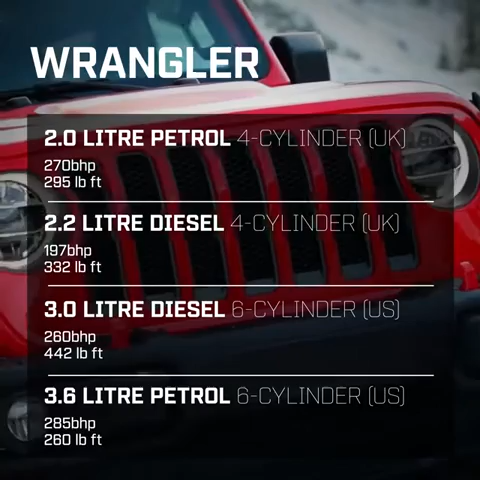 WRANGLER
2.0 LITRE PETROL 4-CYLINDER (UK)
270bhp
295 lb ft
2.2 LITRE DIESEL 4-CYLINDER (UK)
197bhp
332 lb ft
3.0 LITRE DIESEL 6-CYLINDER (US)
260bhp
442 lb ft
3.6 LITRE PETROL 6-CYLINDER (US)
285bhp
260 lb ft